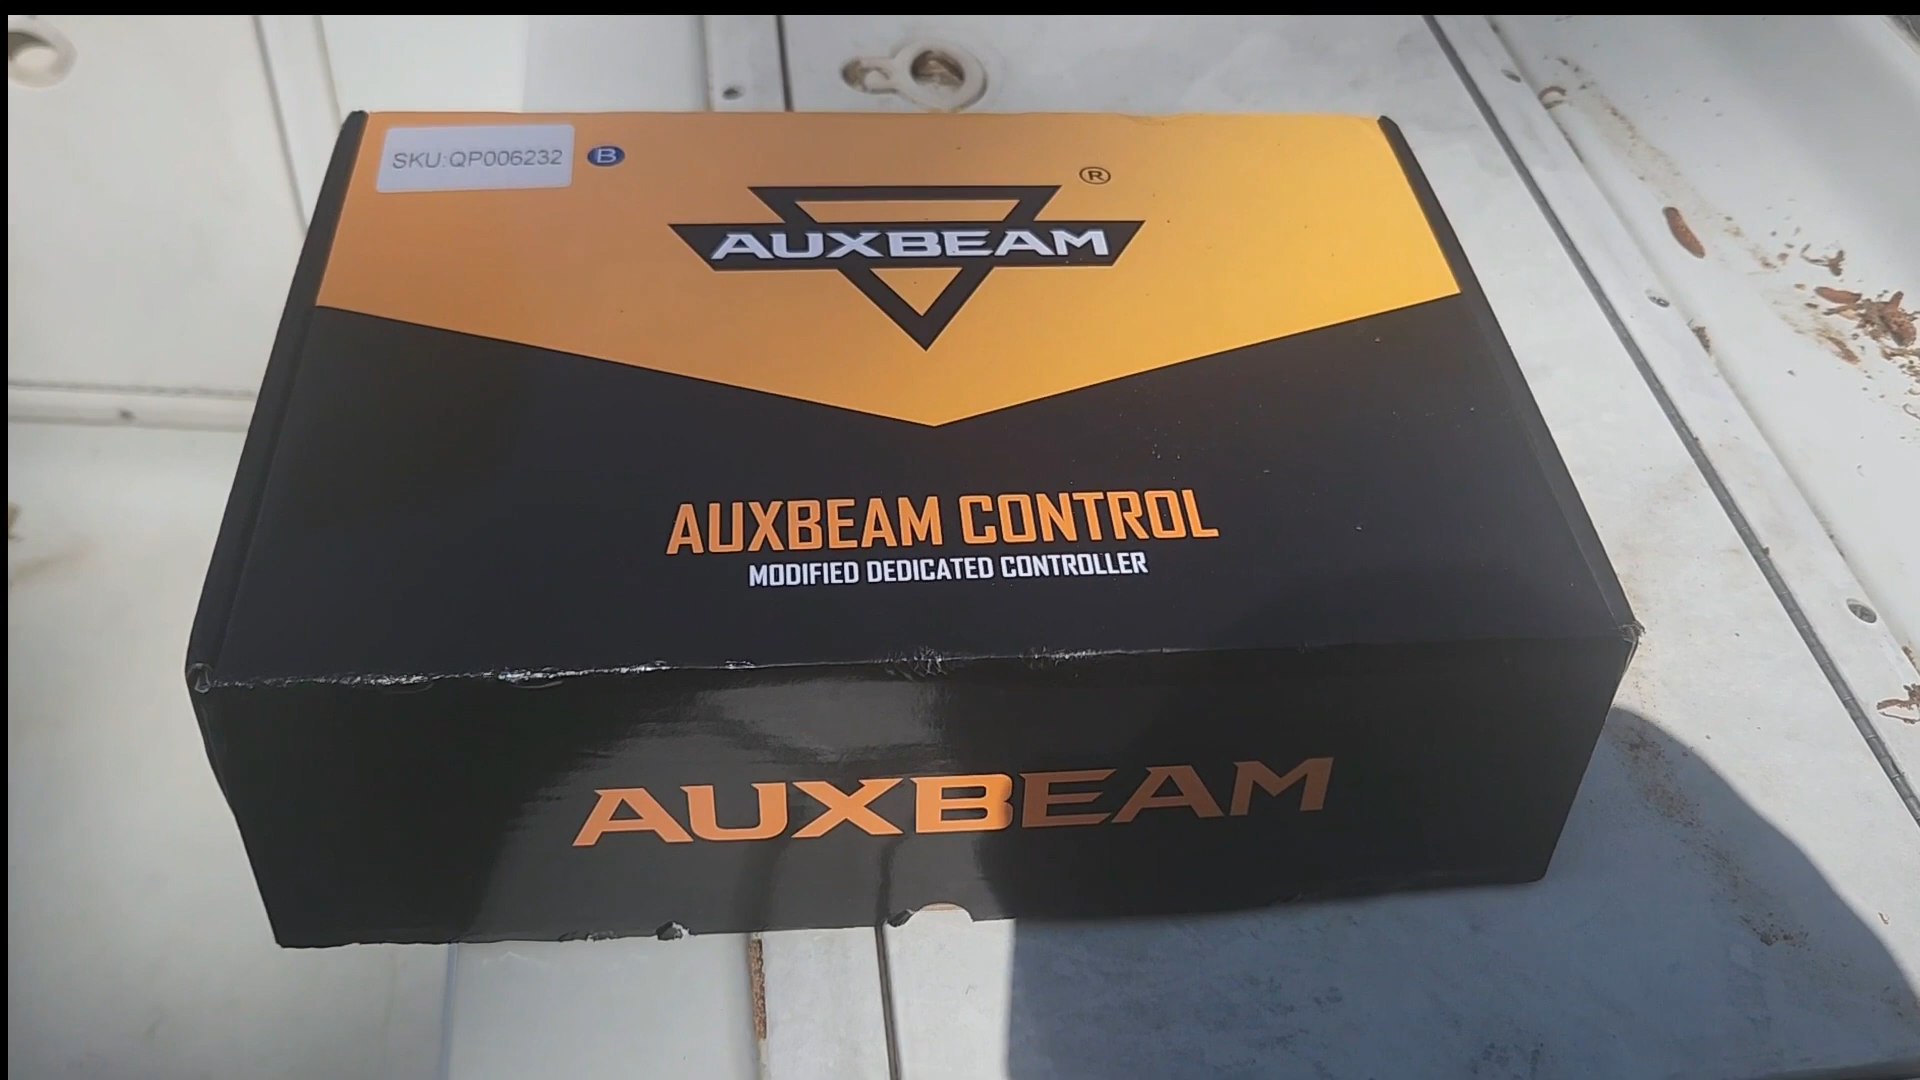 SKU:QP006232 B
®
AUXBEAM
AUXBEAM CONTROL
MODIFIED DEDICATED CONTROLLER
AUXBEAM